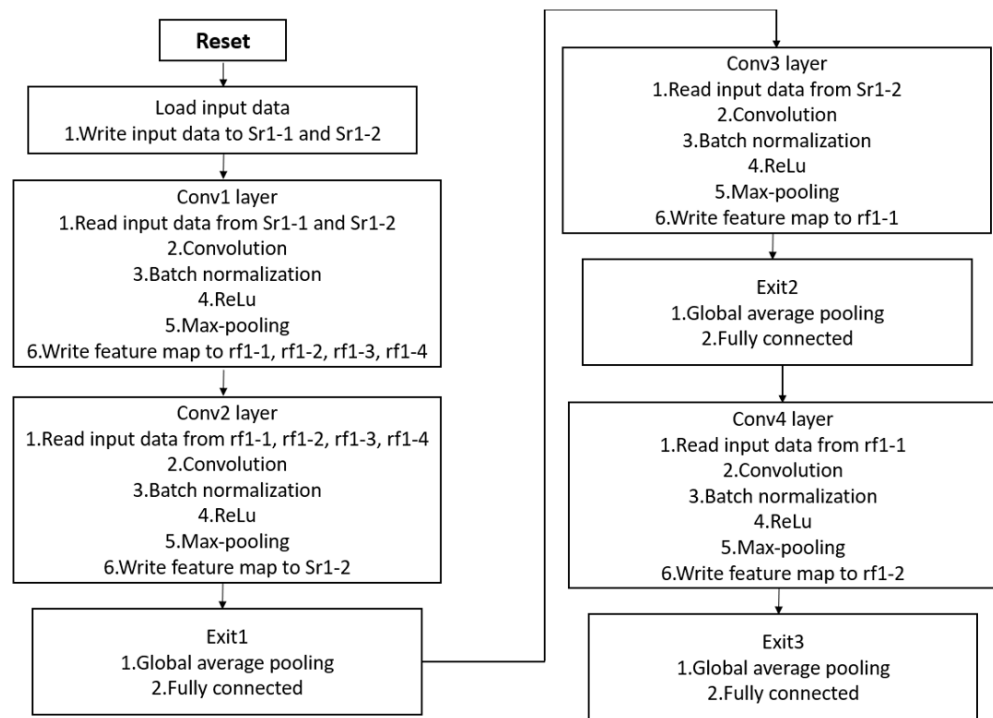 Reset
Load input data
1.Write input data to Sr1-1 and Sr1-2
Conv1 layer
1.Read input data from Sr1-1 and Sr1-2
2.Convolution
3.Batch normalization
4.ReLu
5.Max-pooling
6.Write feature map to rf1-1, rf1-2, rf1-3, rf1-4
Conv2 layer
1.Read input data from rf1-1, rf1-2, rf1-3, rf1-4
2.Convolution
3.Batch normalization
4.ReLu
5.Max-pooling
6.Write feature map to Sr1-2
Exit1
1.Global average pooling
2.Fully connected
Conv3 layer
1.Read input data from Sr1-2
2.Convolution
3.Batch normalization
4.ReLu
5.Max-pooling
6.Write feature map to rf1-1
Exit2
1.Global average pooling
2.Fully connected
Conv4 layer
1.Read input data from rf1-1
2.Convolution
3.Batch normalization
4.ReLu
5.Max-pooling
6.Write feature map to rf1-2
Exit3
1.Global average pooling
2.Fully connected